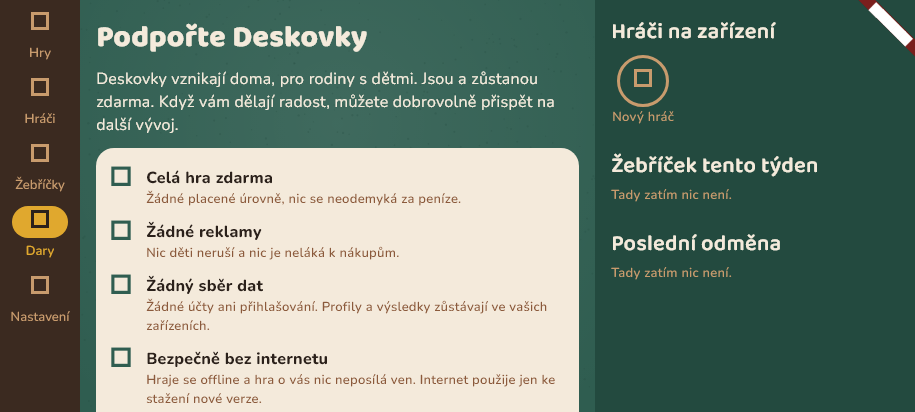 Hry
Hráči
Žebříčky
Dary
Nastavení
Podpořte Deskovky
Deskovky vznikají doma, pro rodiny s dětmi. Jsou a zůstanou
zdarma. Když vám dělají radost, můžete dobrovolně přispět na
další vývoj.
Celá hra zdarma
Žádné placené úrovně, nic se neodemyká za peníze.
Žádné reklamy
Nic děti neruší a nic je neláká k nákupům.
Žádný sběr dat
Žádné účty ani přihlašování. Profily a výsledky zůstávají ve vašich
zařízeních.
Bezpečně bez internetu
Hraje se offline a hra o vás nic neposílá ven. Internet použije jen ke
stažení nové verze.
Hráči na zařízení
Nový hráč
Žebříček tento týden
Tady zatím nic není.
Poslední odměna
Tady zatím nic není.